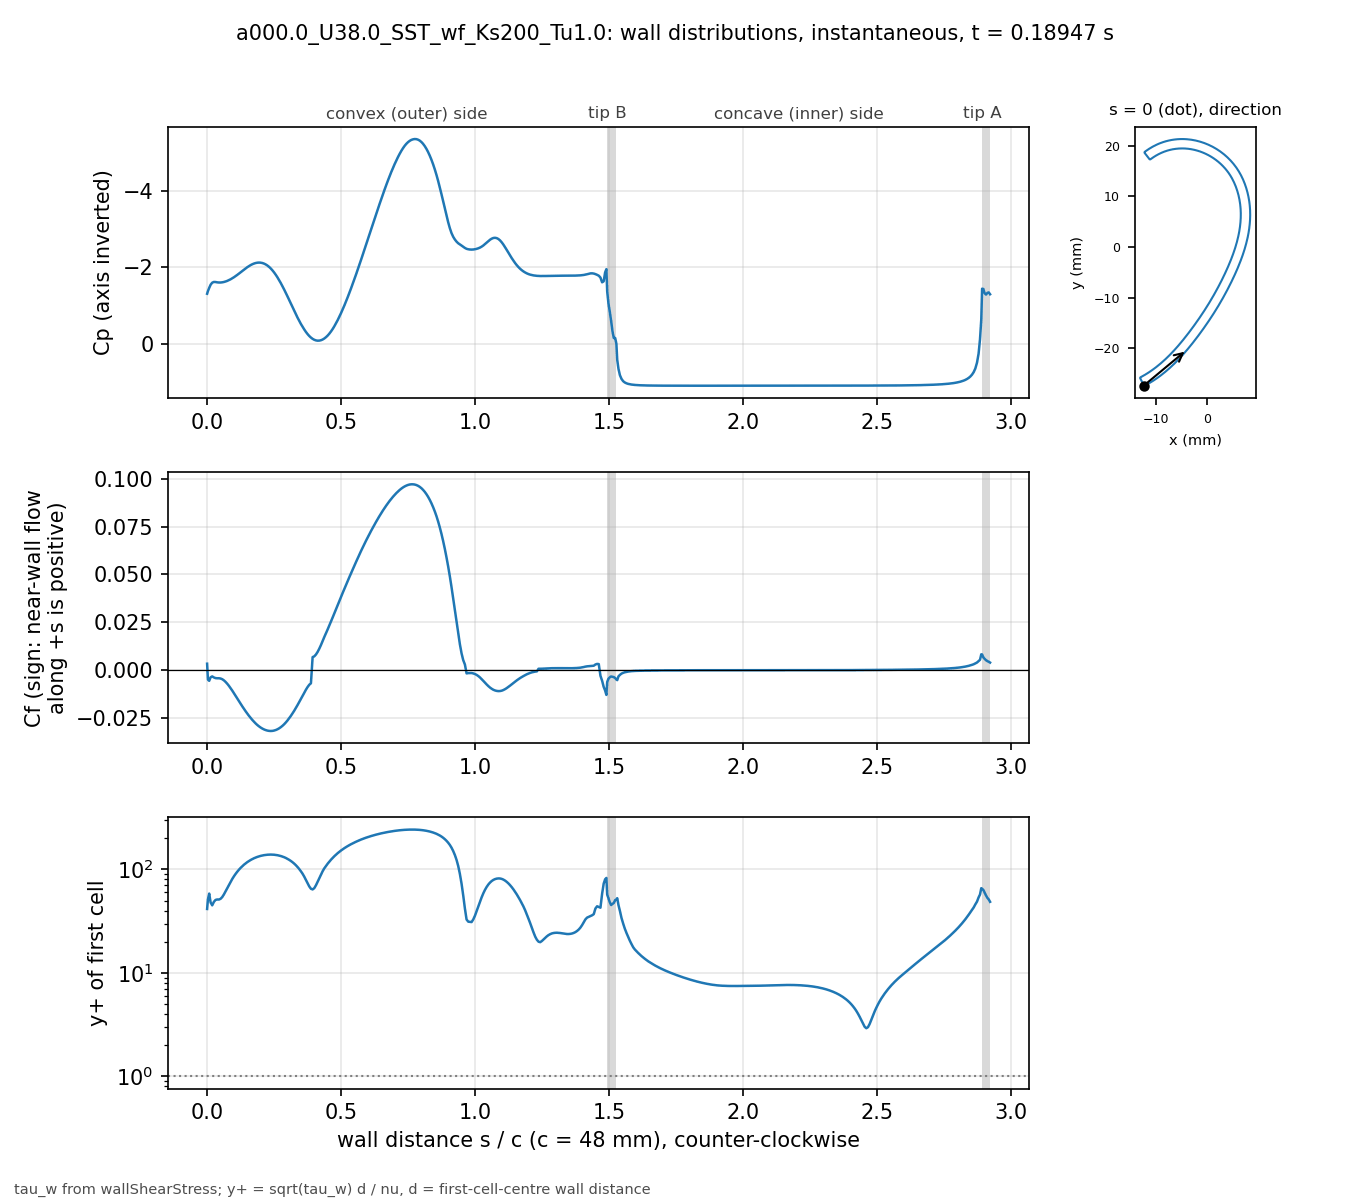 a000.0_U38.0_SST_wf_Ks200_Tu1.0: wall distributions, instantaneous, t = 0.18947 s
convex (outer) side
tip B
concave (inner) side
tip A
Cp (axis inverted)
−4
−2
0
0.0
0.5
1.0
1.5
2.0
2.5
3.0
s = 0 (dot), direction
y (mm)
20
10
0
−10
−20
−10
0
x (mm)
Cf (sign: near-wall flow
along +s is positive)
0.100
0.075
0.050
0.025
0.000
−0.025
0.0
0.5
1.0
1.5
2.0
2.5
3.0
y+ of first cell
10²
10¹
10⁰
0.0
0.5
1.0
1.5
2.0
2.5
3.0
wall distance s / c (c = 48 mm), counter-clockwise
tau_w from wallShearStress; y+ = sqrt(tau_w) d / nu, d = first-cell-centre wall distance